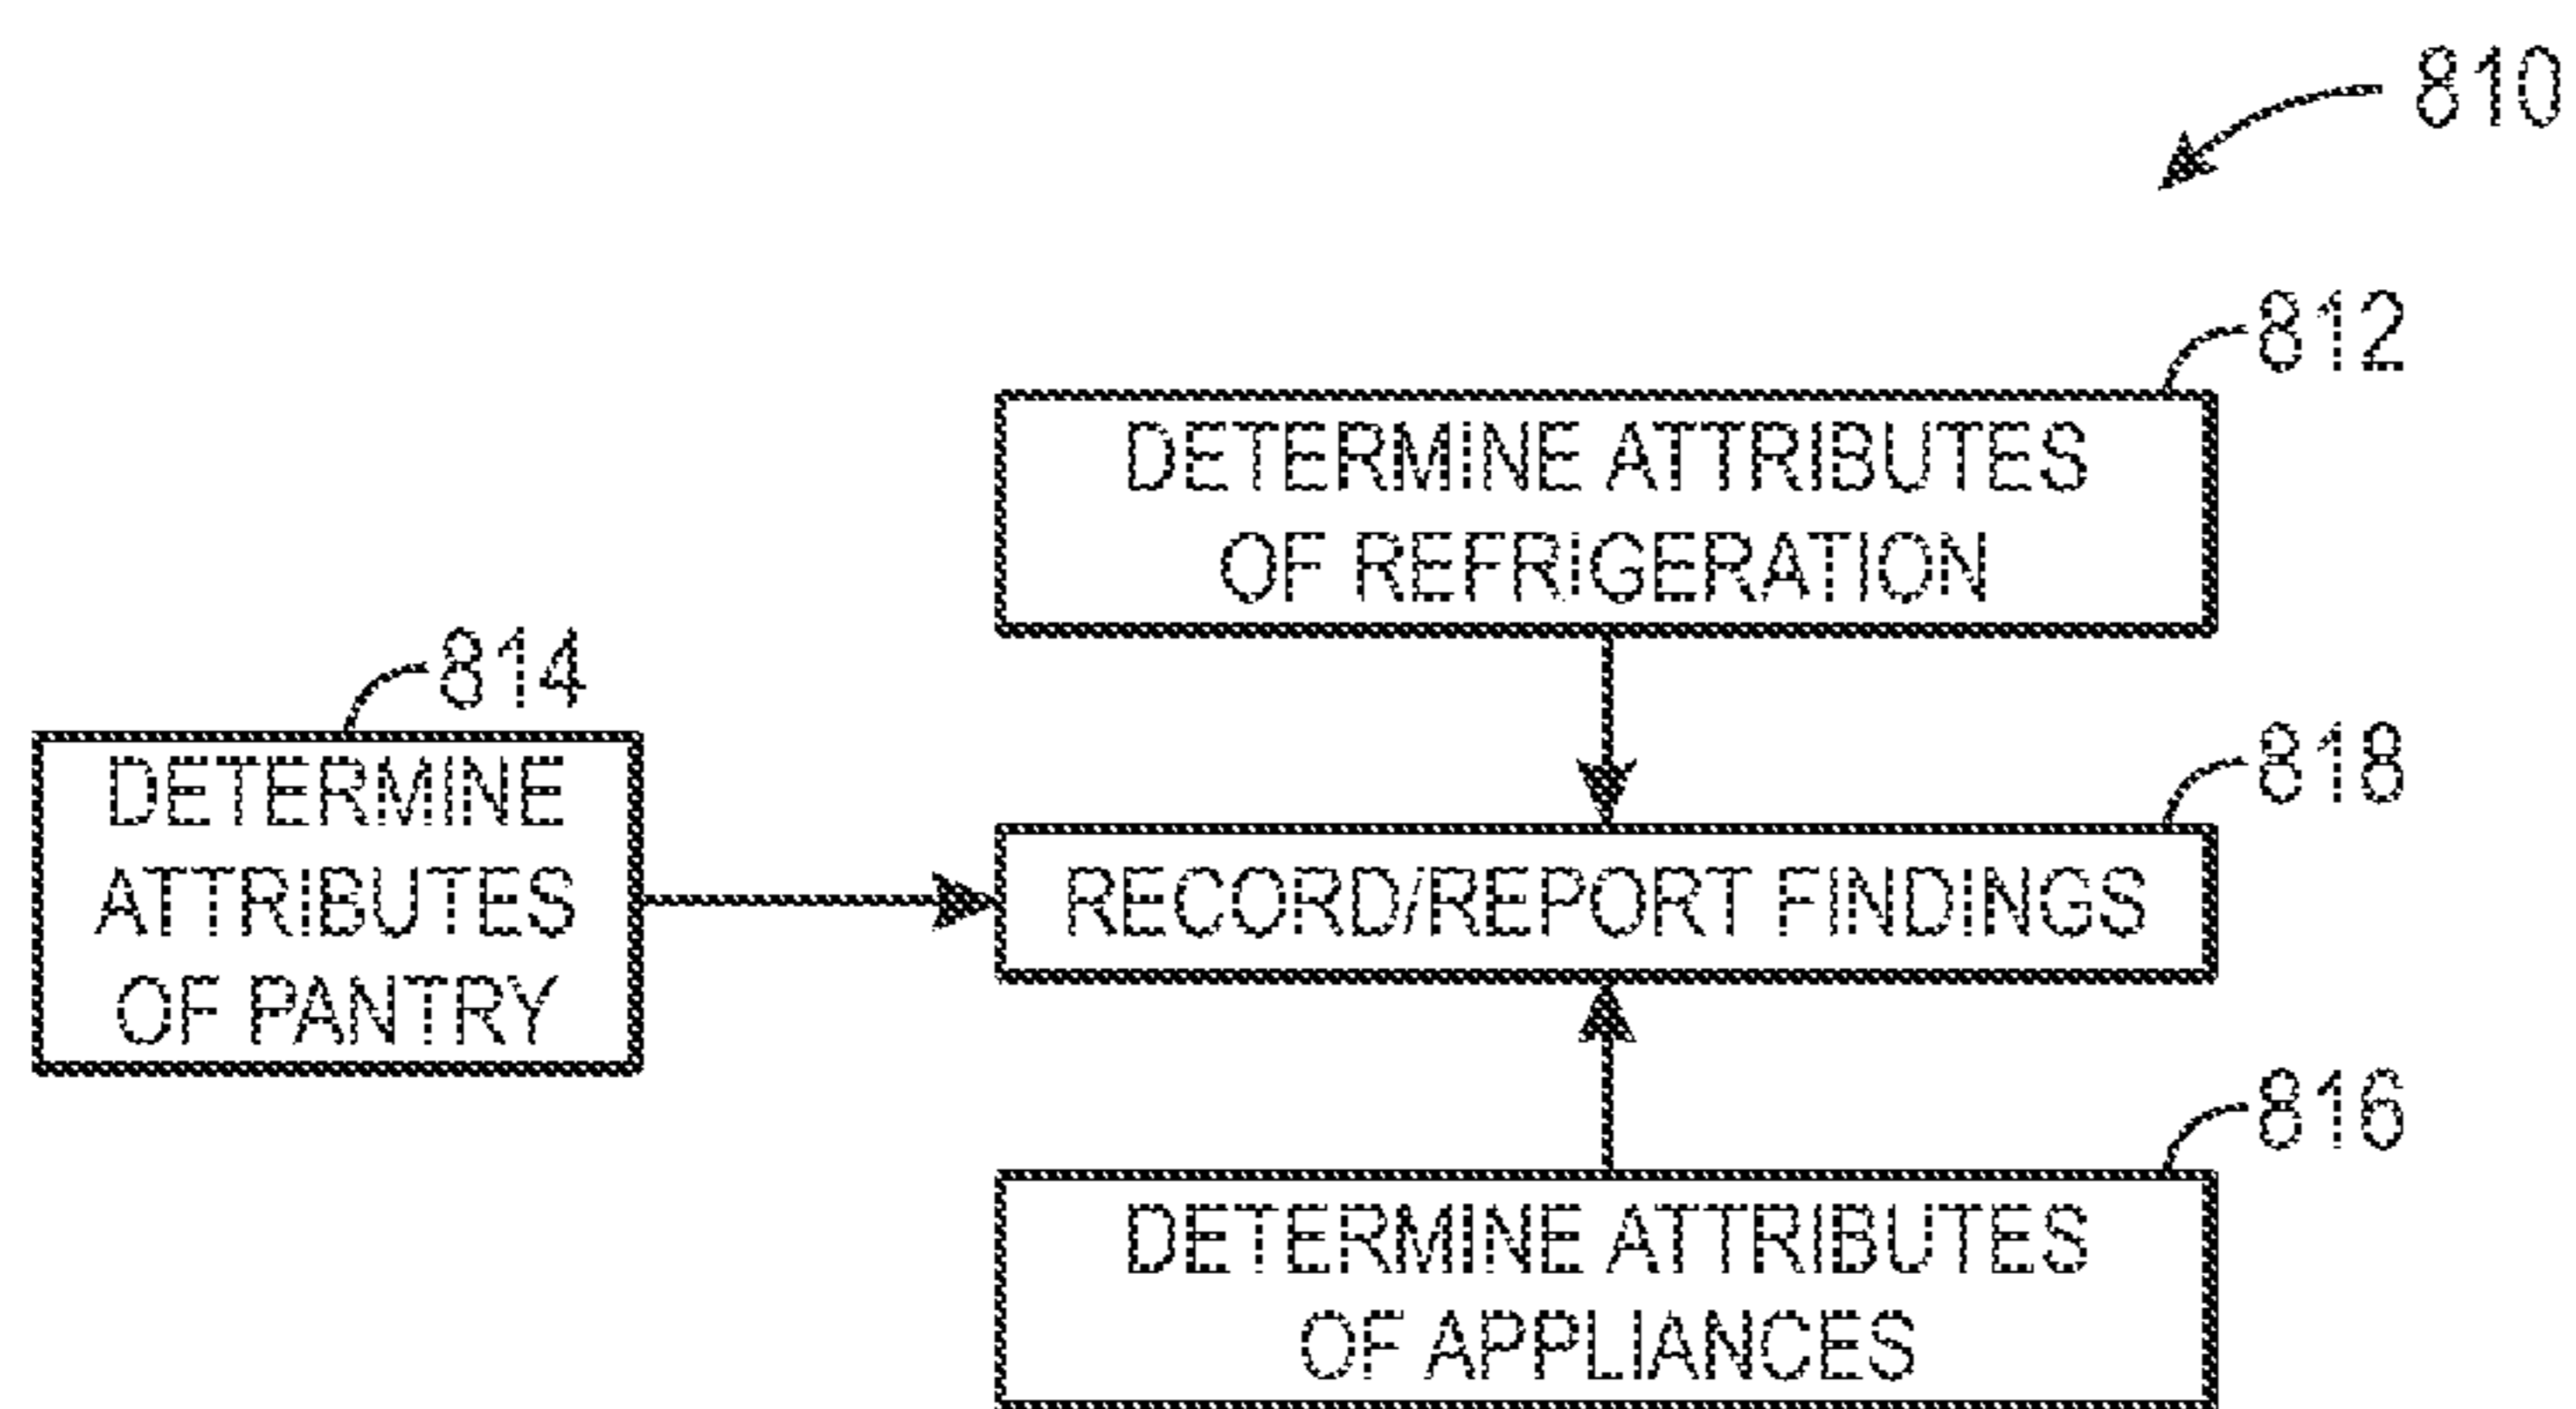 810
812
DETERMINE ATTRIBUTES
OF REFRIGERATION
814
DETERMINE
ATTRIBUTES
OF PANTRY
818
RECORD/REPORT FINDINGS
816
DETERMINE ATTRIBUTES
OF APPLIANCES